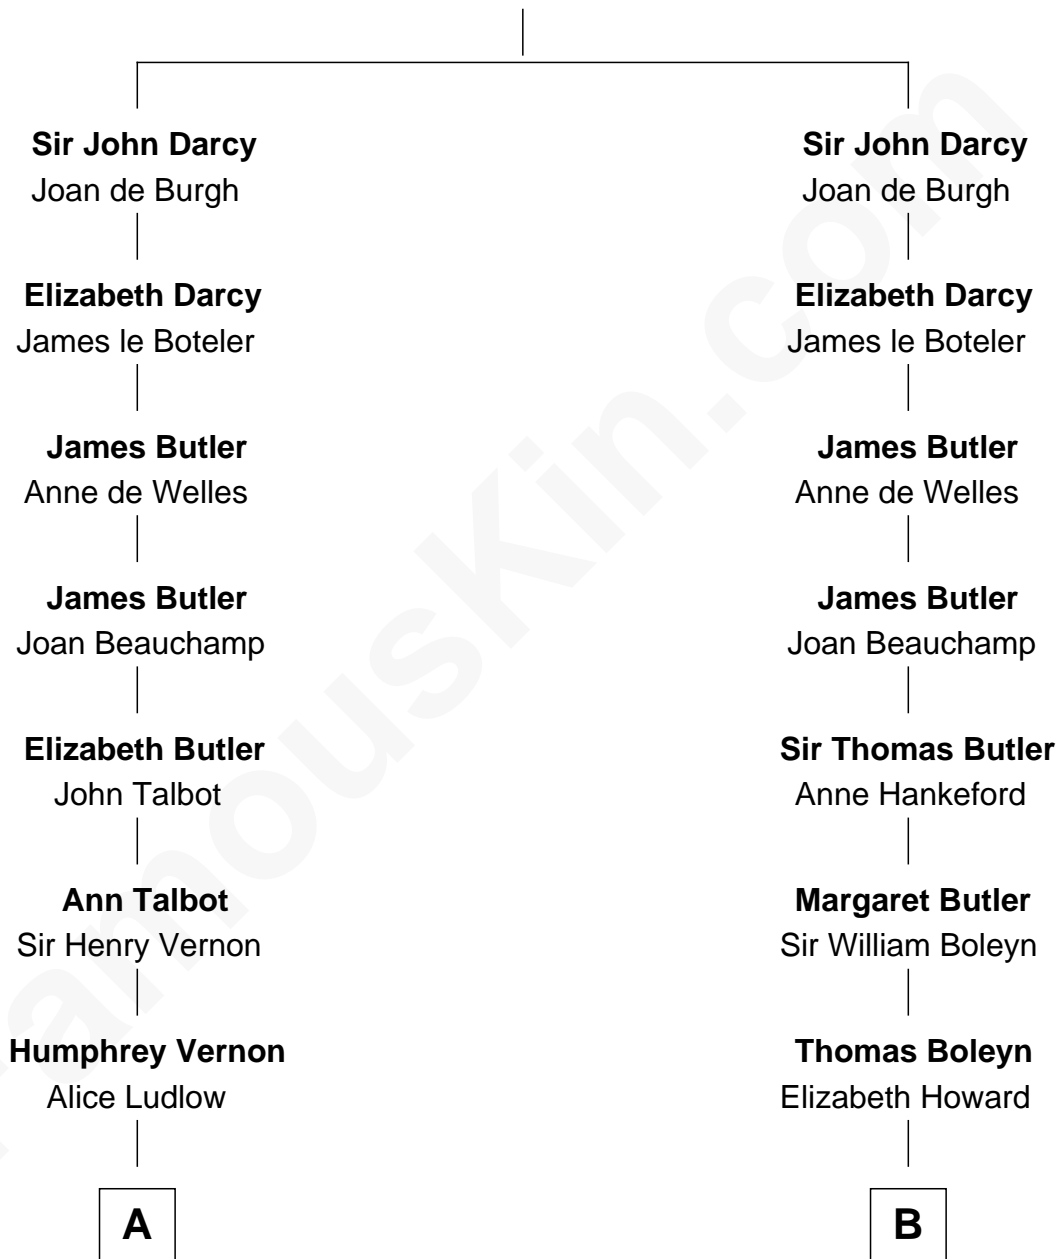 Sir John Darcy
Joan de Burgh
Elizabeth Darcy
James le Boteler
James Butler
Anne de Welles
James Butler
Joan Beauchamp
Elizabeth Butler
John Talbot
Ann Talbot
Sir Henry Vernon
Humphrey Vernon
Alice Ludlow
A
Sir John Darcy
Joan de Burgh
Elizabeth Darcy
James le Boteler
James Butler
Anne de Welles
James Butler
Joan Beauchamp
Sir Thomas Butler
Anne Hankeford
Margaret Butler
Sir William Boleyn
Thomas Boleyn
Elizabeth Howard
B
FamousKin.com